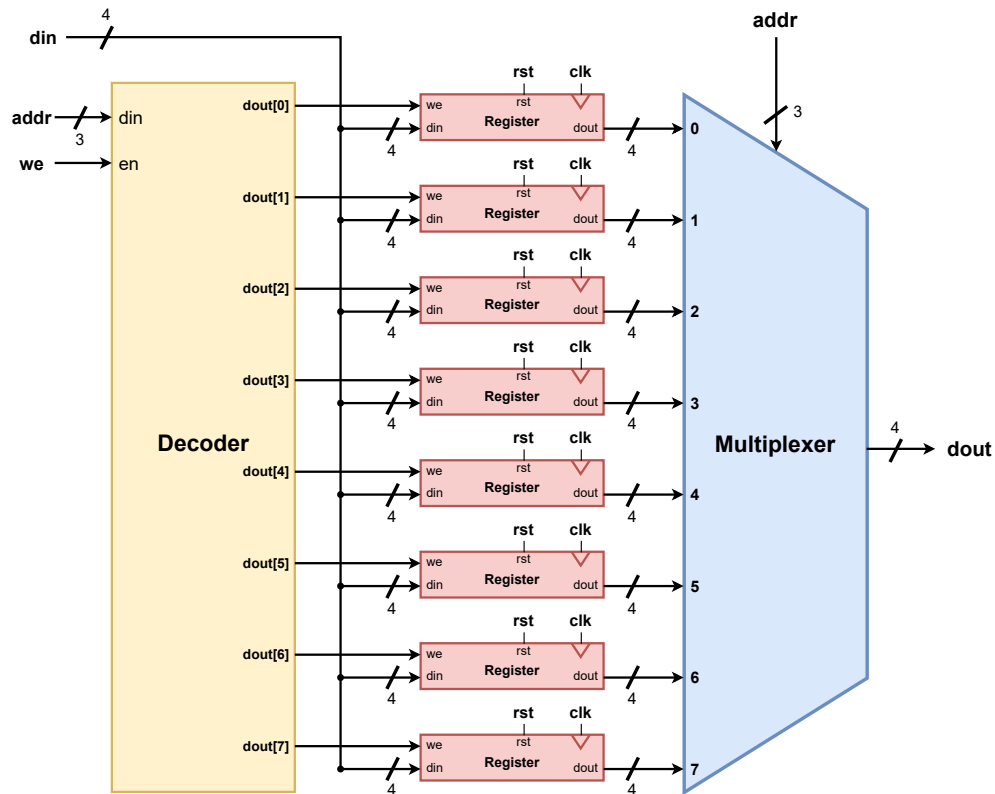 4
din
addr
3
din
we
en
Decoder
dout[0]
dout[1]
dout[2]
dout[3]
dout[4]
dout[5]
dout[6]
dout[7]
rst clk
we rst
din Register dout
4 4
rst clk
we rst
din Register dout
4 4
rst clk
we rst
din Register dout
4 4
rst clk
we rst
din Register dout
4 4
rst clk
we rst
din Register dout
4 4
rst clk
we rst
din Register dout
4 4
rst clk
we rst
din Register dout
4 4
rst clk
we rst
din Register dout
4 4
addr
3
0
1
2
3
Multiplexer
4
5
6
7
4
dout